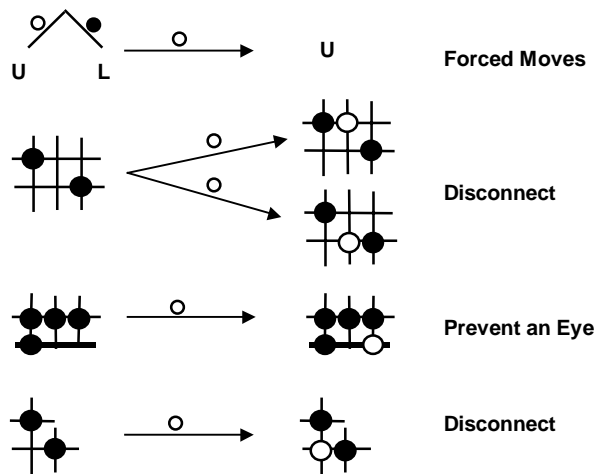 U L U Forced Moves
Disconnect
Prevent an Eye
Disconnect